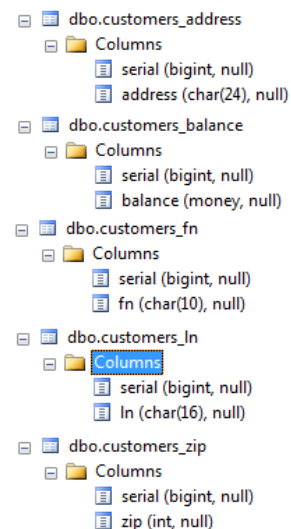 dbo.customers_address
Columns
serial (bigint, null)
address (char(24), null)
dbo.customers_balance
Columns
serial (bigint, null)
balance (money, null)
dbo.customers_fn
Columns
serial (bigint, null)
fn (char(10), null)
dbo.customers_ln
Columns
serial (bigint, null)
ln (char(16), null)
dbo.customers_zip
Columns
serial (bigint, null)
zip (int, null)